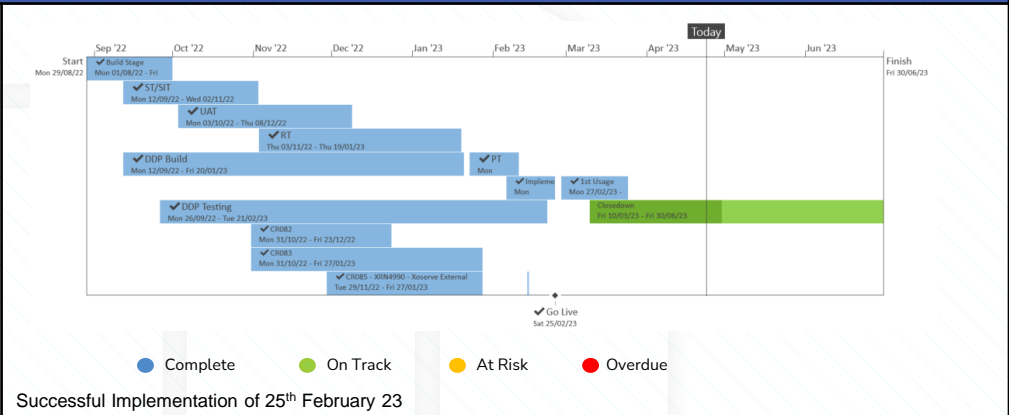 Today
Sep '22 Oct '22 Nov '22 Dec '22 Jan '23 Feb '23 Mar '23 Apr '23 May '23 Jun '23
Start
Mon 29/08/22
Finish
Fri 30/06/23
✔ Build Stage
Mon 01/08/22 - Fri
✔ ST/SIT
Mon 12/09/22 - Wed 02/11/22
✔ UAT
Mon 03/10/22 - Thu 08/12/22
✔ RT
Thu 03/11/22 - Thu 19/01/23
✔ DDP Build
Mon 12/09/22 - Fri 20/01/23
✔ PT
Mon
✔ Impleme
Mon
✔ 1st Usage
Mon 27/02/23 -
✔ DDP Testing
Mon 26/09/22 - Tue 21/02/23
Closedown
Fri 10/03/23 - Fri 30/06/23
✔ CR082
Mon 31/10/22 - Fri 23/12/22
✔ CR083
Mon 31/10/22 - Fri 27/01/23
✔ CR085 - XRN4990 - Xoserve External
Tue 29/11/22 - Fri 27/01/23
✔ Go Live
Sat 25/02/23
Complete On Track At Risk Overdue
Successful Implementation of 25th February 23